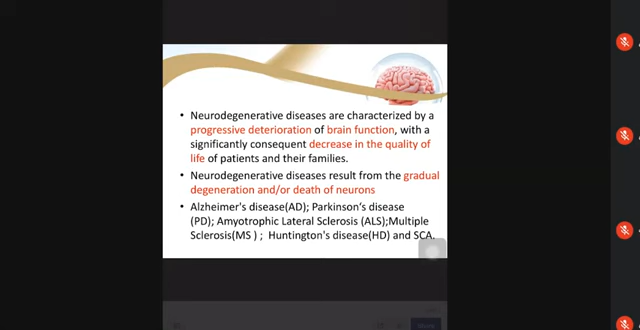 Neurodegenerative diseases are characterized by a
progressive deterioration of brain function, with a
significantly consequent decrease in the quality of
life of patients and their families.
Neurodegenerative diseases result from the gradual
degeneration and/or death of neurons
Alzheimer's disease(AD); Parkinson's disease
(PD); Amyotrophic Lateral Sclerosis (ALS);Multiple
Sclerosis(MS ) ; Huntington's disease(HD) and SCA.
Share